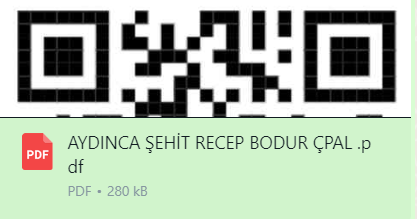 PDF
AYDINCA ŞEHİT RECEP BODUR ÇPAL .p
df
PDF • 280 kB